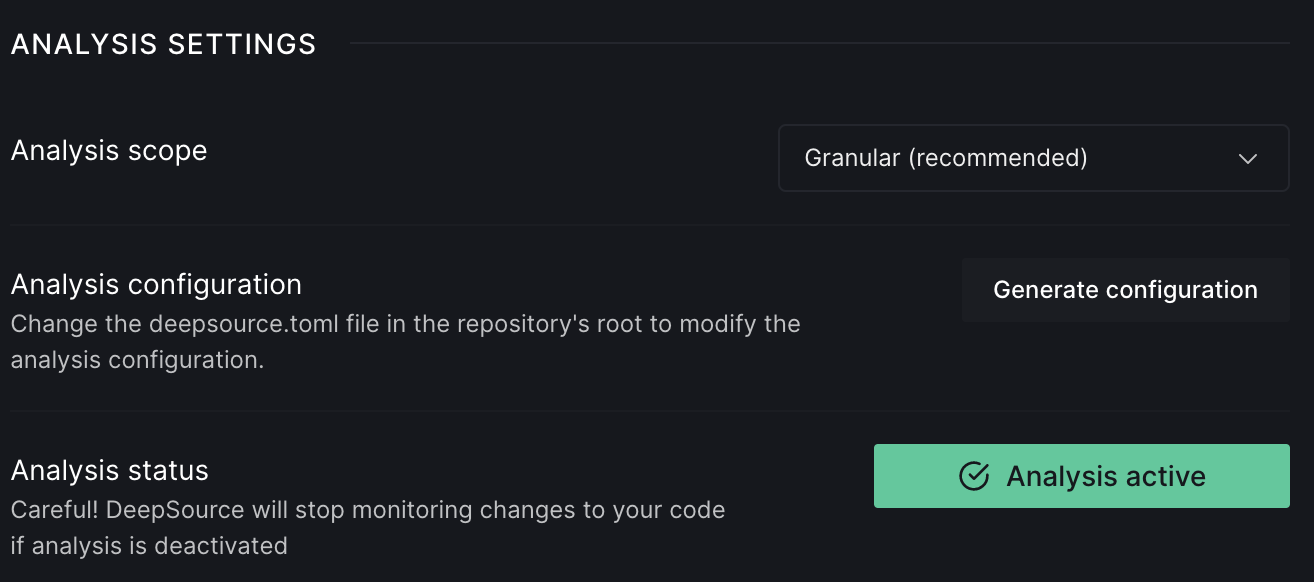 ANALYSIS SETTINGS
Analysis scope
Granular (recommended)
Analysis configuration
Generate configuration
Change the deepsource.toml file in the repository's root to modify the
analysis configuration.
Analysis status
Analysis active
Careful! DeepSource will stop monitoring changes to your code
if analysis is deactivated